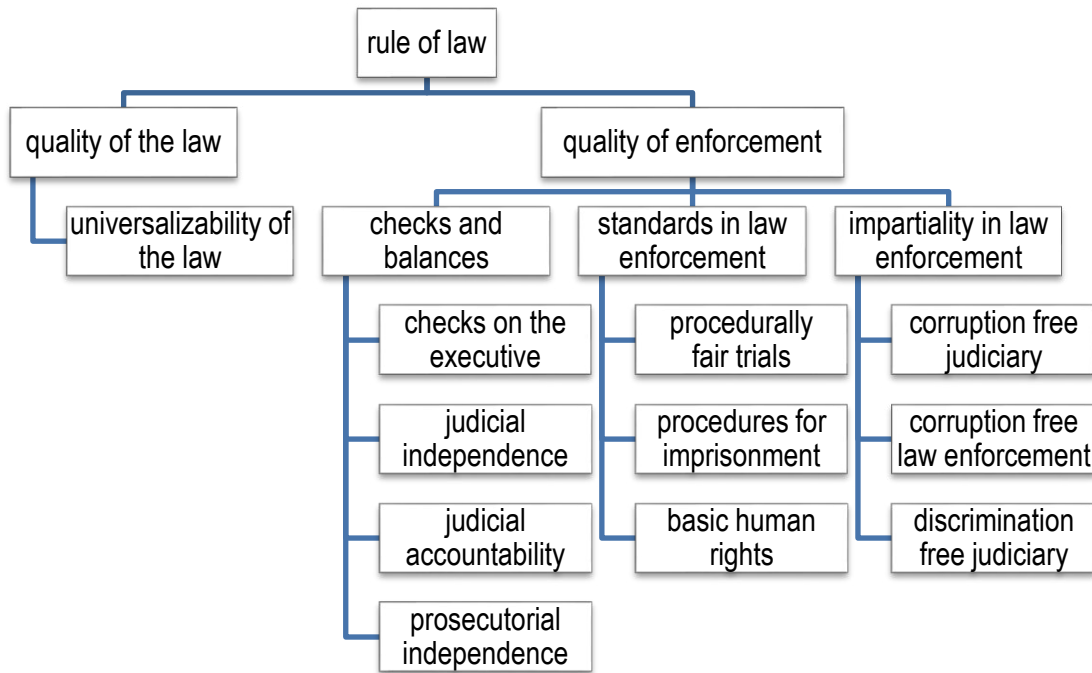 rule of law
quality of the law
quality of enforcement
universalizability of
the law
checks and
balances
standards in law
enforcement
impartiality in law
enforcement
checks on the
executive
procedurally
fair trials
corruption free
judiciary
judicial
independence
procedures for
imprisonment
corruption free
law enforcement
judicial
accountability
basic human
rights
discrimination
free judiciary
prosecutorial
independence